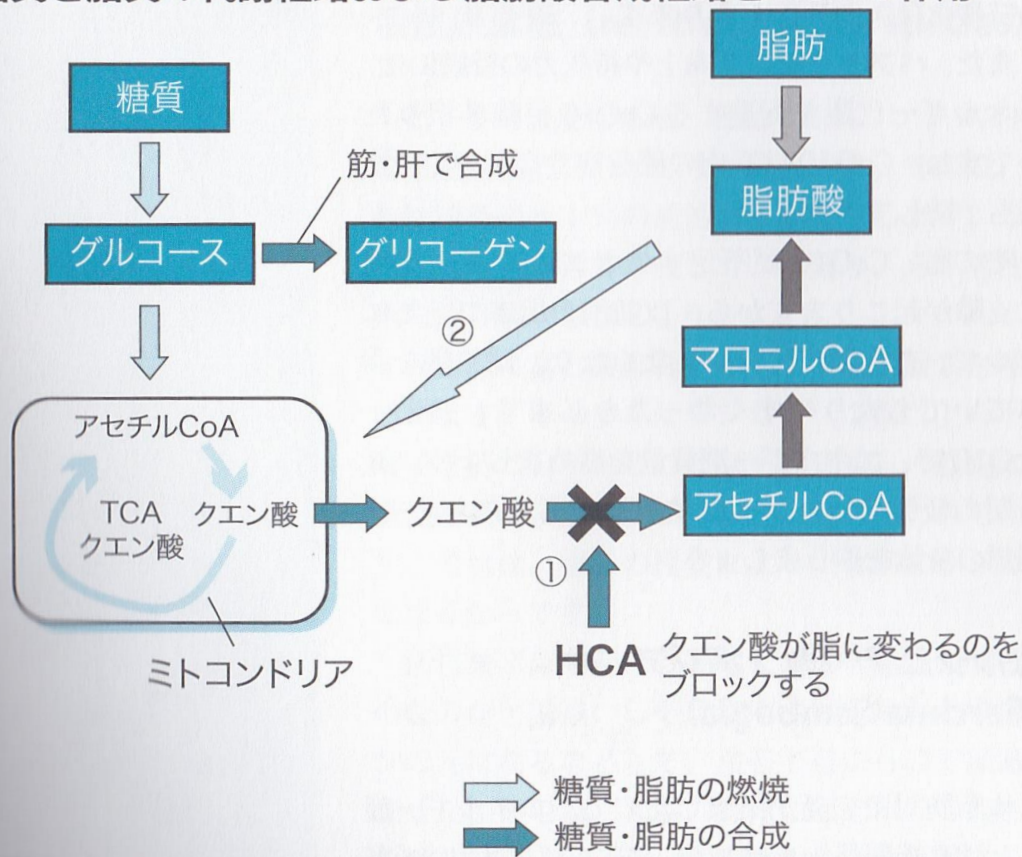 脂肪
糖質
筋・肝で合成
脂肪酸
グルコース
グリコーゲン
②
マロニルCoA
アセチルCoA
TCA
クエン酸
クエン酸
クエン酸
アセチルCoA
①
HCA
クエン酸が脂に変わるのを
ブロックする
ミトコンドリア
糖質・脂肪の燃焼
糖質・脂肪の合成